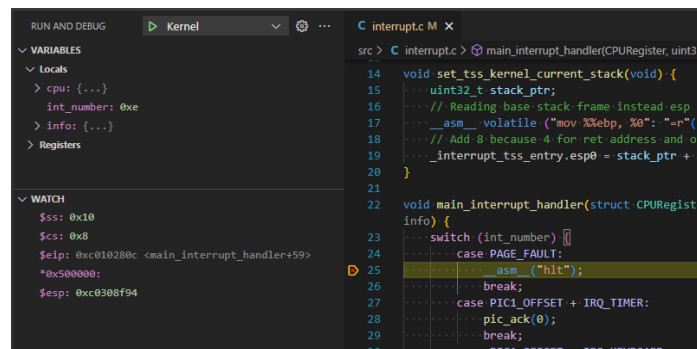 RUN AND DEBUG
Kernel
VARIABLES
Locals
cpu: {...}
int_number: 0xe
info: {...}
Registers
WATCH
$ss: 0x10
$cs: 0x8
$eip: 0xc010280c <main_interrupt_handler+59>
*0x500000:
$esp: 0xc0308f94
C interrupt.c M
src > C interrupt.c > main_interrupt_handler(CPURegister, uint3
14 void set_tss_kernel_current_stack(void) {
15 uint32_t stack_ptr;
16 // Reading base stack frame instead esp
17 __asm__ volatile ("mov %%ebp, %0": "=r"(
18 // Add 8 because 4 for ret address and o
19 _interrupt_tss_entry.esp0 = stack_ptr +
20 }
21
22 void main_interrupt_handler(struct CPURegist
info) {
23 switch (int_number) {
24 case PAGE_FAULT:
25 __asm__("hlt");
26 break;
27 case PIC1_OFFSET + IRQ_TIMER:
28 pic_ack(0);
29 break;